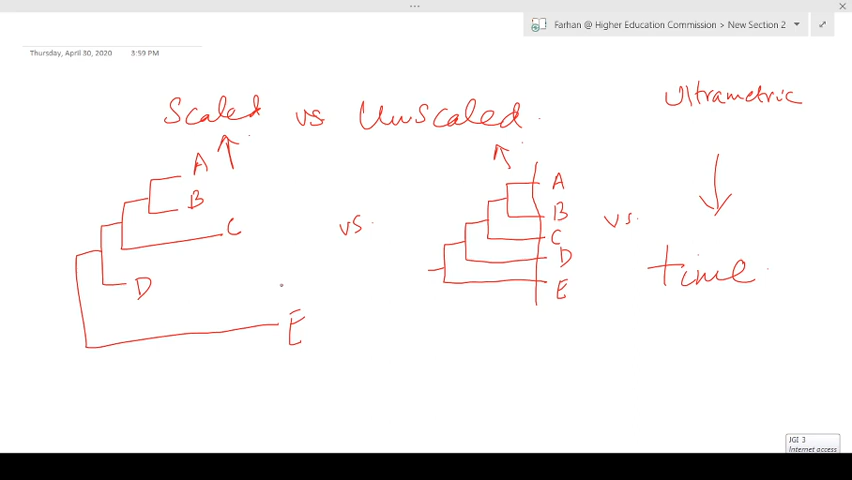 Farhan @ Higher Education Commission > New Section 2
Thursday, April 30, 2020 3:59 PM
Scaled vs UnScaled
Ultrametric
A
B
C
D
E
vs
A
B
C
D
E
vs.
time
JGI 3
Internet access